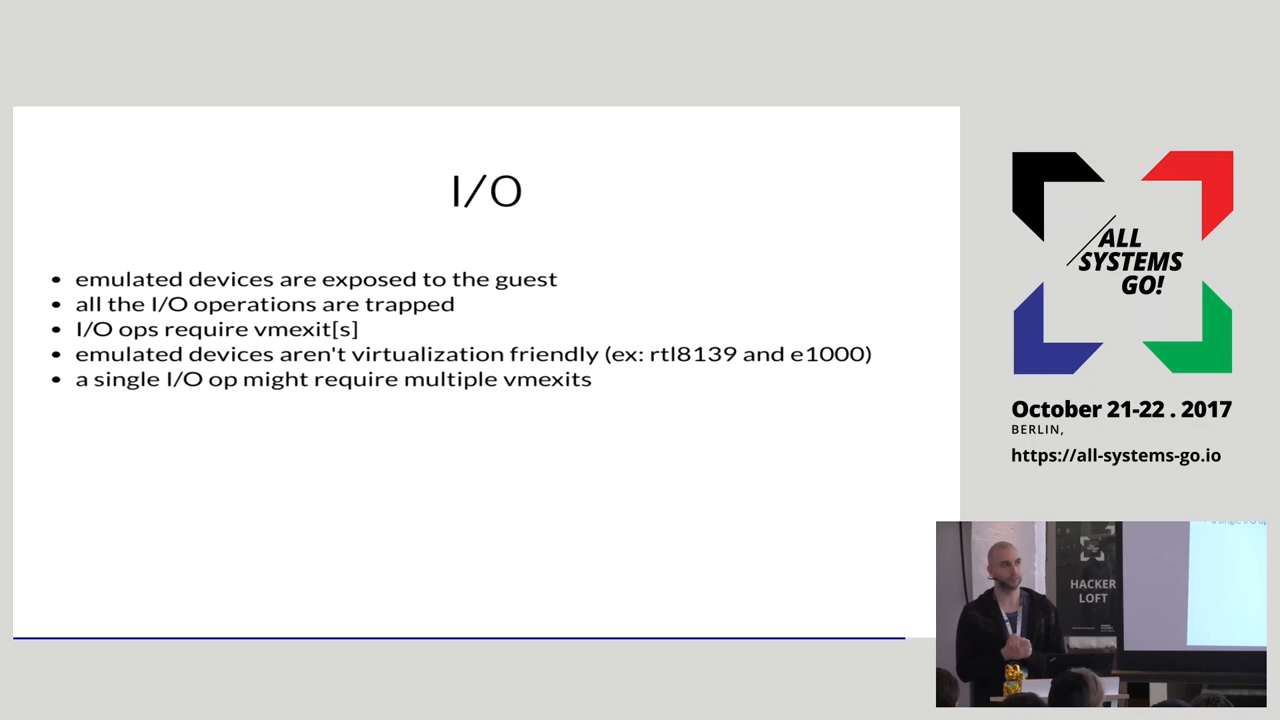 I/O
• emulated devices are exposed to the guest
• all the I/O operations are trapped
• I/O ops require vmexit[s]
• emulated devices aren't virtualization friendly (ex: rtl8139 and e1000)
• a single I/O op might require multiple vmexits
ALL
SYSTEMS
GO!
October 21-22 . 2017
BERLIN,
https://all-systems-go.io
HACKER
LOFT